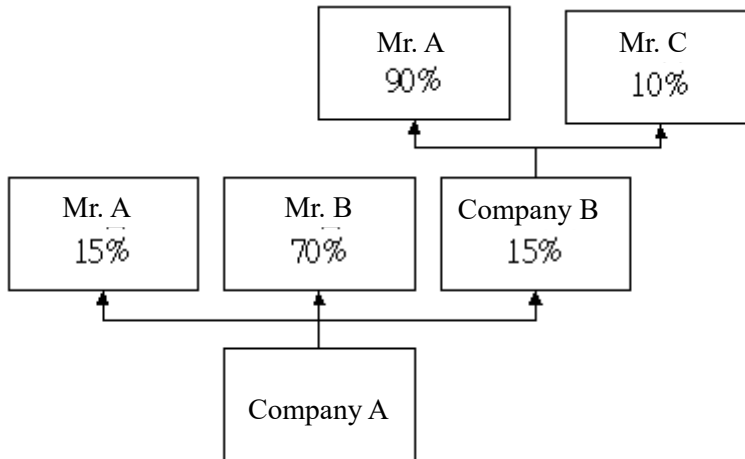 Mr. A
90%
Mr. C
10%
Mr. A
15%
Mr. B
70%
Company B
15%
Company A